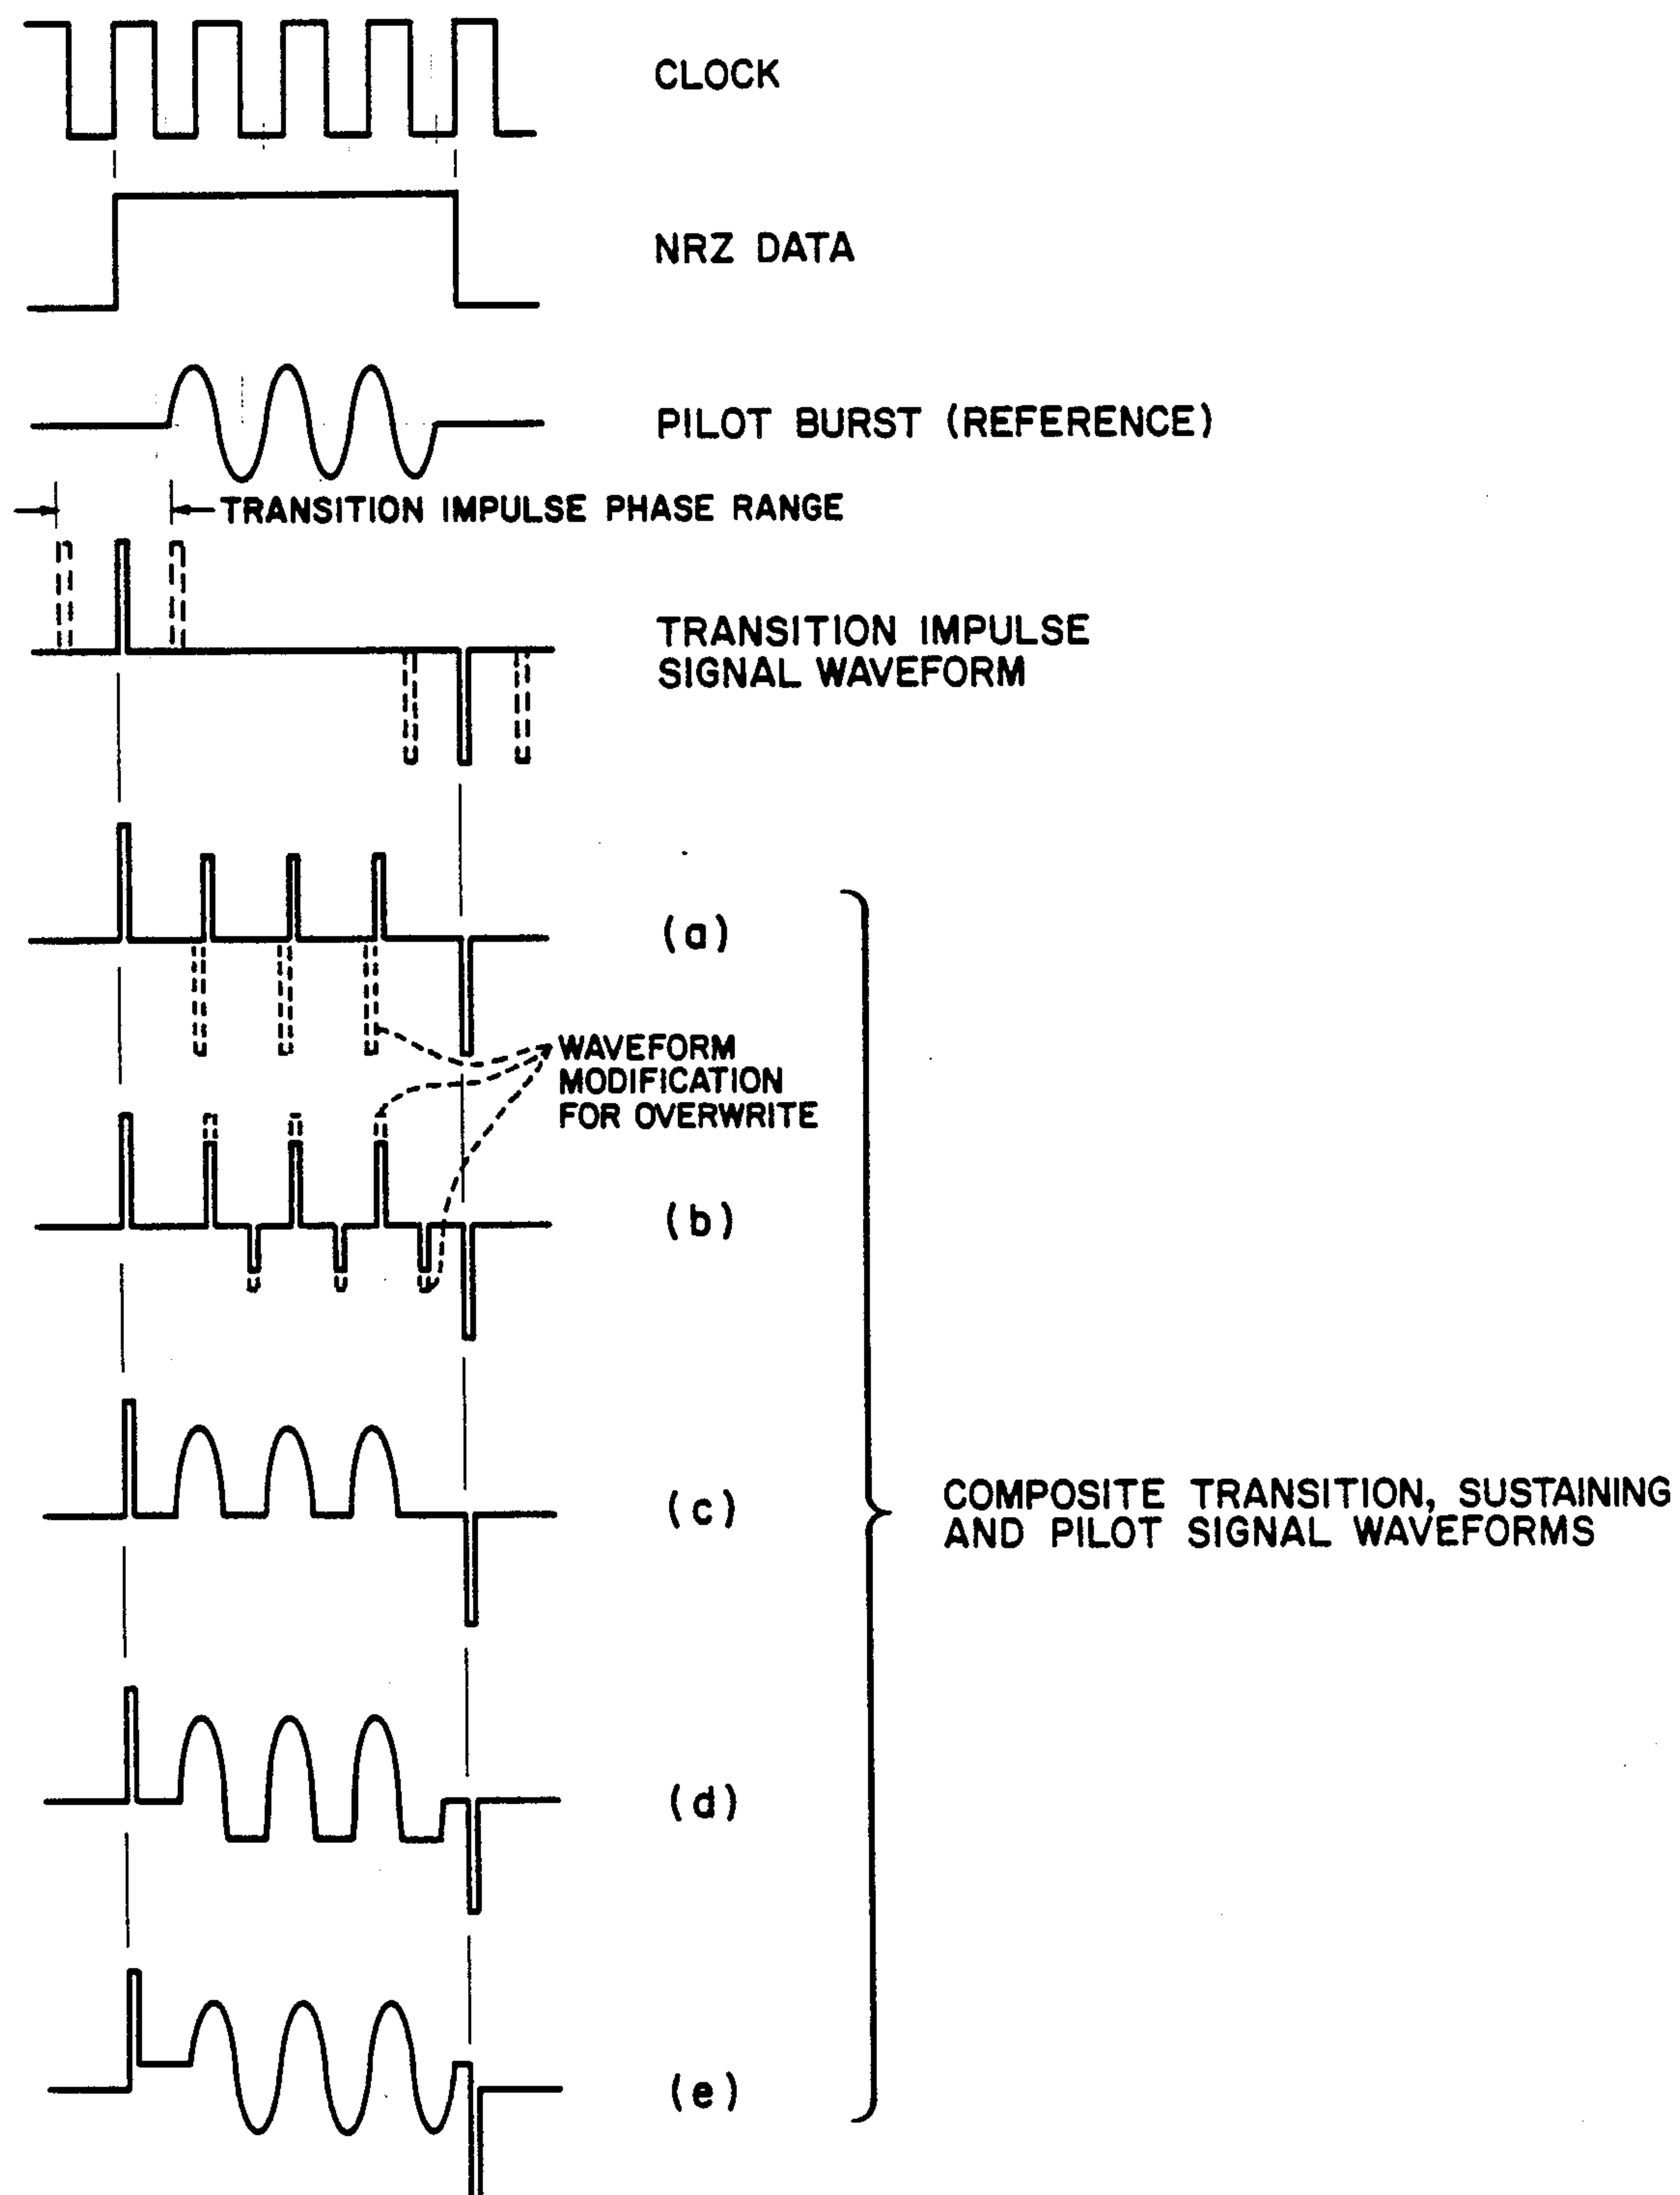 CLOCK
NRZ DATA
PILOT BURST (REFERENCE)
TRANSITION IMPULSE PHASE RANGE
TRANSITION IMPULSE
SIGNAL WAVEFORM
(a)
WAVEFORM
MODIFICATION
FOR OVERWRITE
(b)
(c)
COMPOSITE TRANSITION, SUSTAINING
AND PILOT SIGNAL WAVEFORMS
(d)
(e)